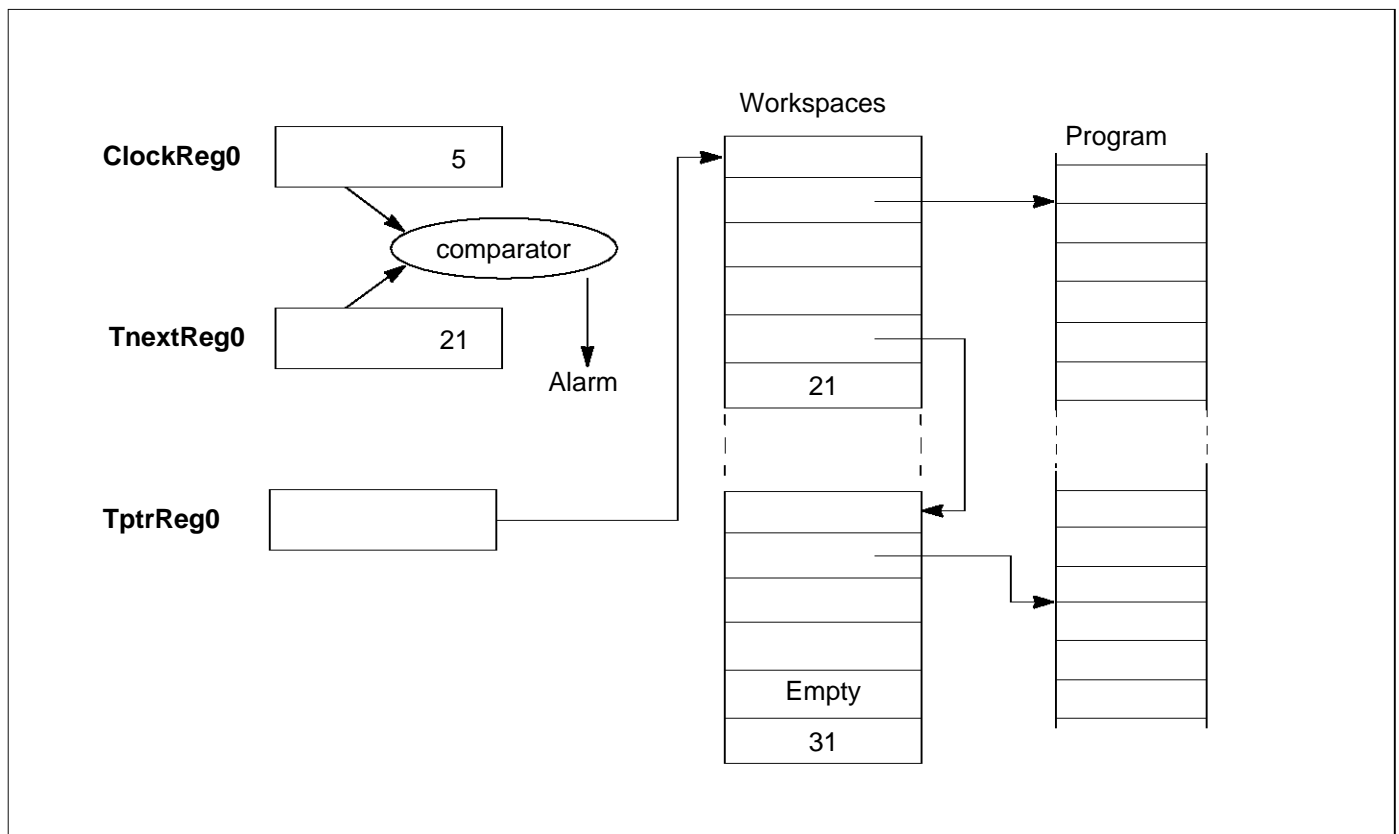 Workspaces
Program
ClockReg0
5
comparator
TnextReg0
21
Alarm
21
TptrReg0
Empty
31